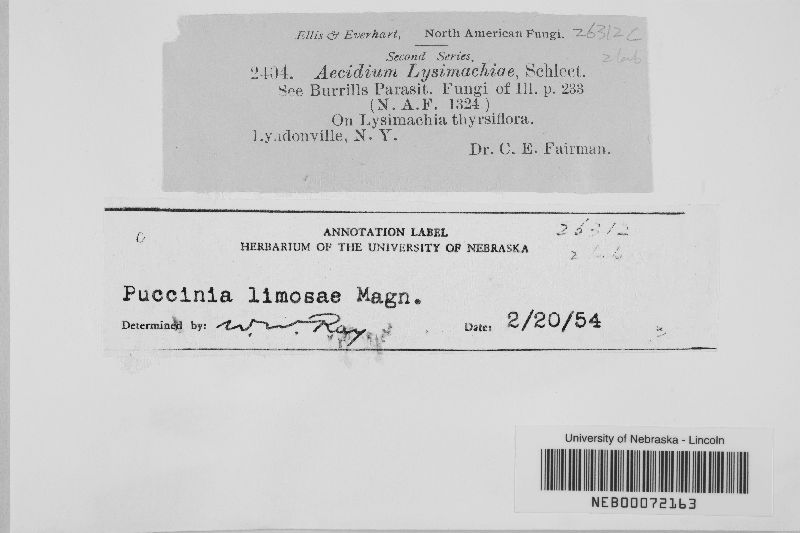 Ellis & Everhart, North American Fungi. 26312 C
Second Series.
2404. Aecidium Lysimachiae, Schlect.
See Burrills Parasit. Fungi of Ill. p. 233
(N. A. F. 1324)
On Lysimachia thyrsiflora.
Lyndonville, N. Y.
Dr. C. E. Fairman.
ANNOTATION LABEL 26312
HERBARIUM OF THE UNIVERSITY OF NEBRASKA
Puccinia limosae Magn.
Determined by: W. W. Ray Date: 2/20/54
University of Nebraska - Lincoln
NEB00072163